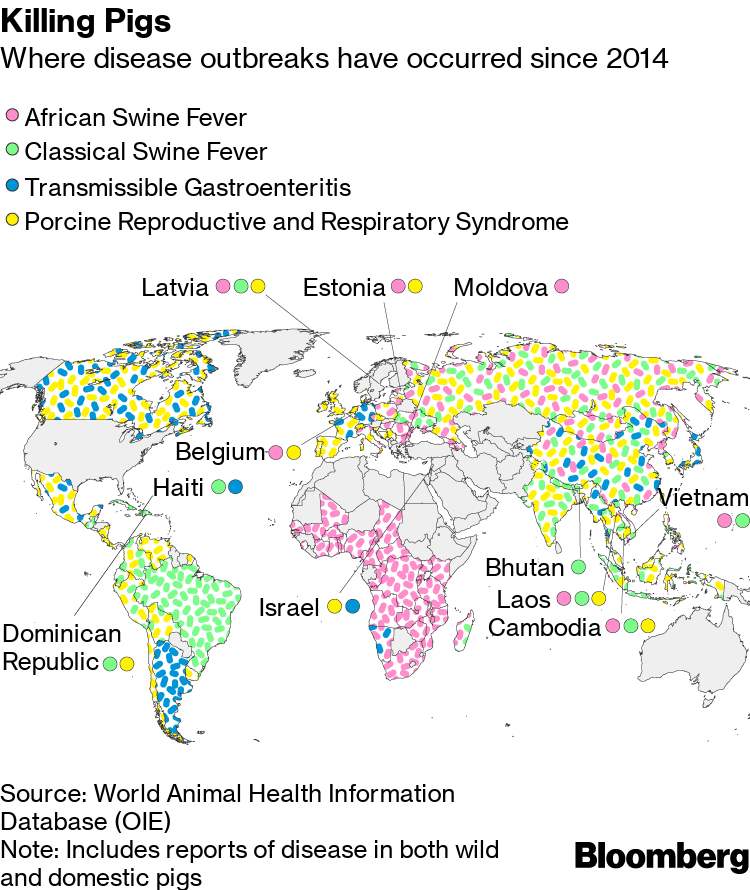 Killing Pigs
Where disease outbreaks have occurred since 2014
African Swine Fever
Classical Swine Fever
Transmissible Gastroenteritis
Porcine Reproductive and Respiratory Syndrome
Latvia
Estonia
Moldova
Belgium
Haiti
Vietnam
Bhutan
Laos
Israel
Cambodia
Dominican
Republic
Source: World Animal Health Information
Database (OIE)
Note: Includes reports of disease in both wild
and domestic pigs
Bloomberg